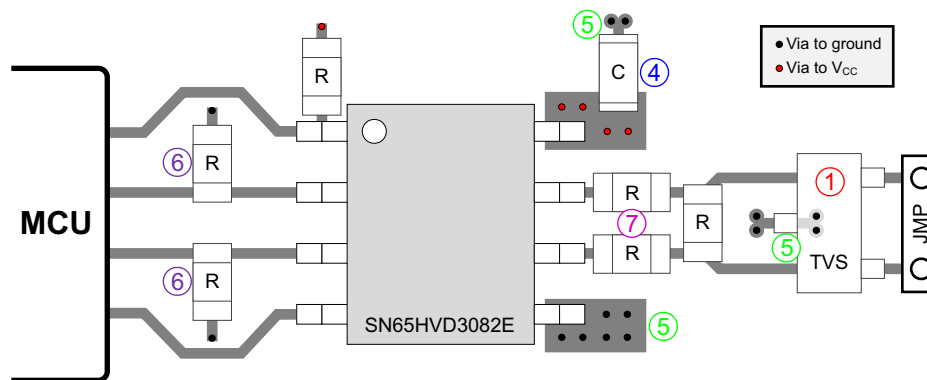 5
R
C
4
Via to ground
Via to VCC
R
6
MCU
R
7
R
1
R
JMP
5
TVS
R
6
SN65HVD3082E
5